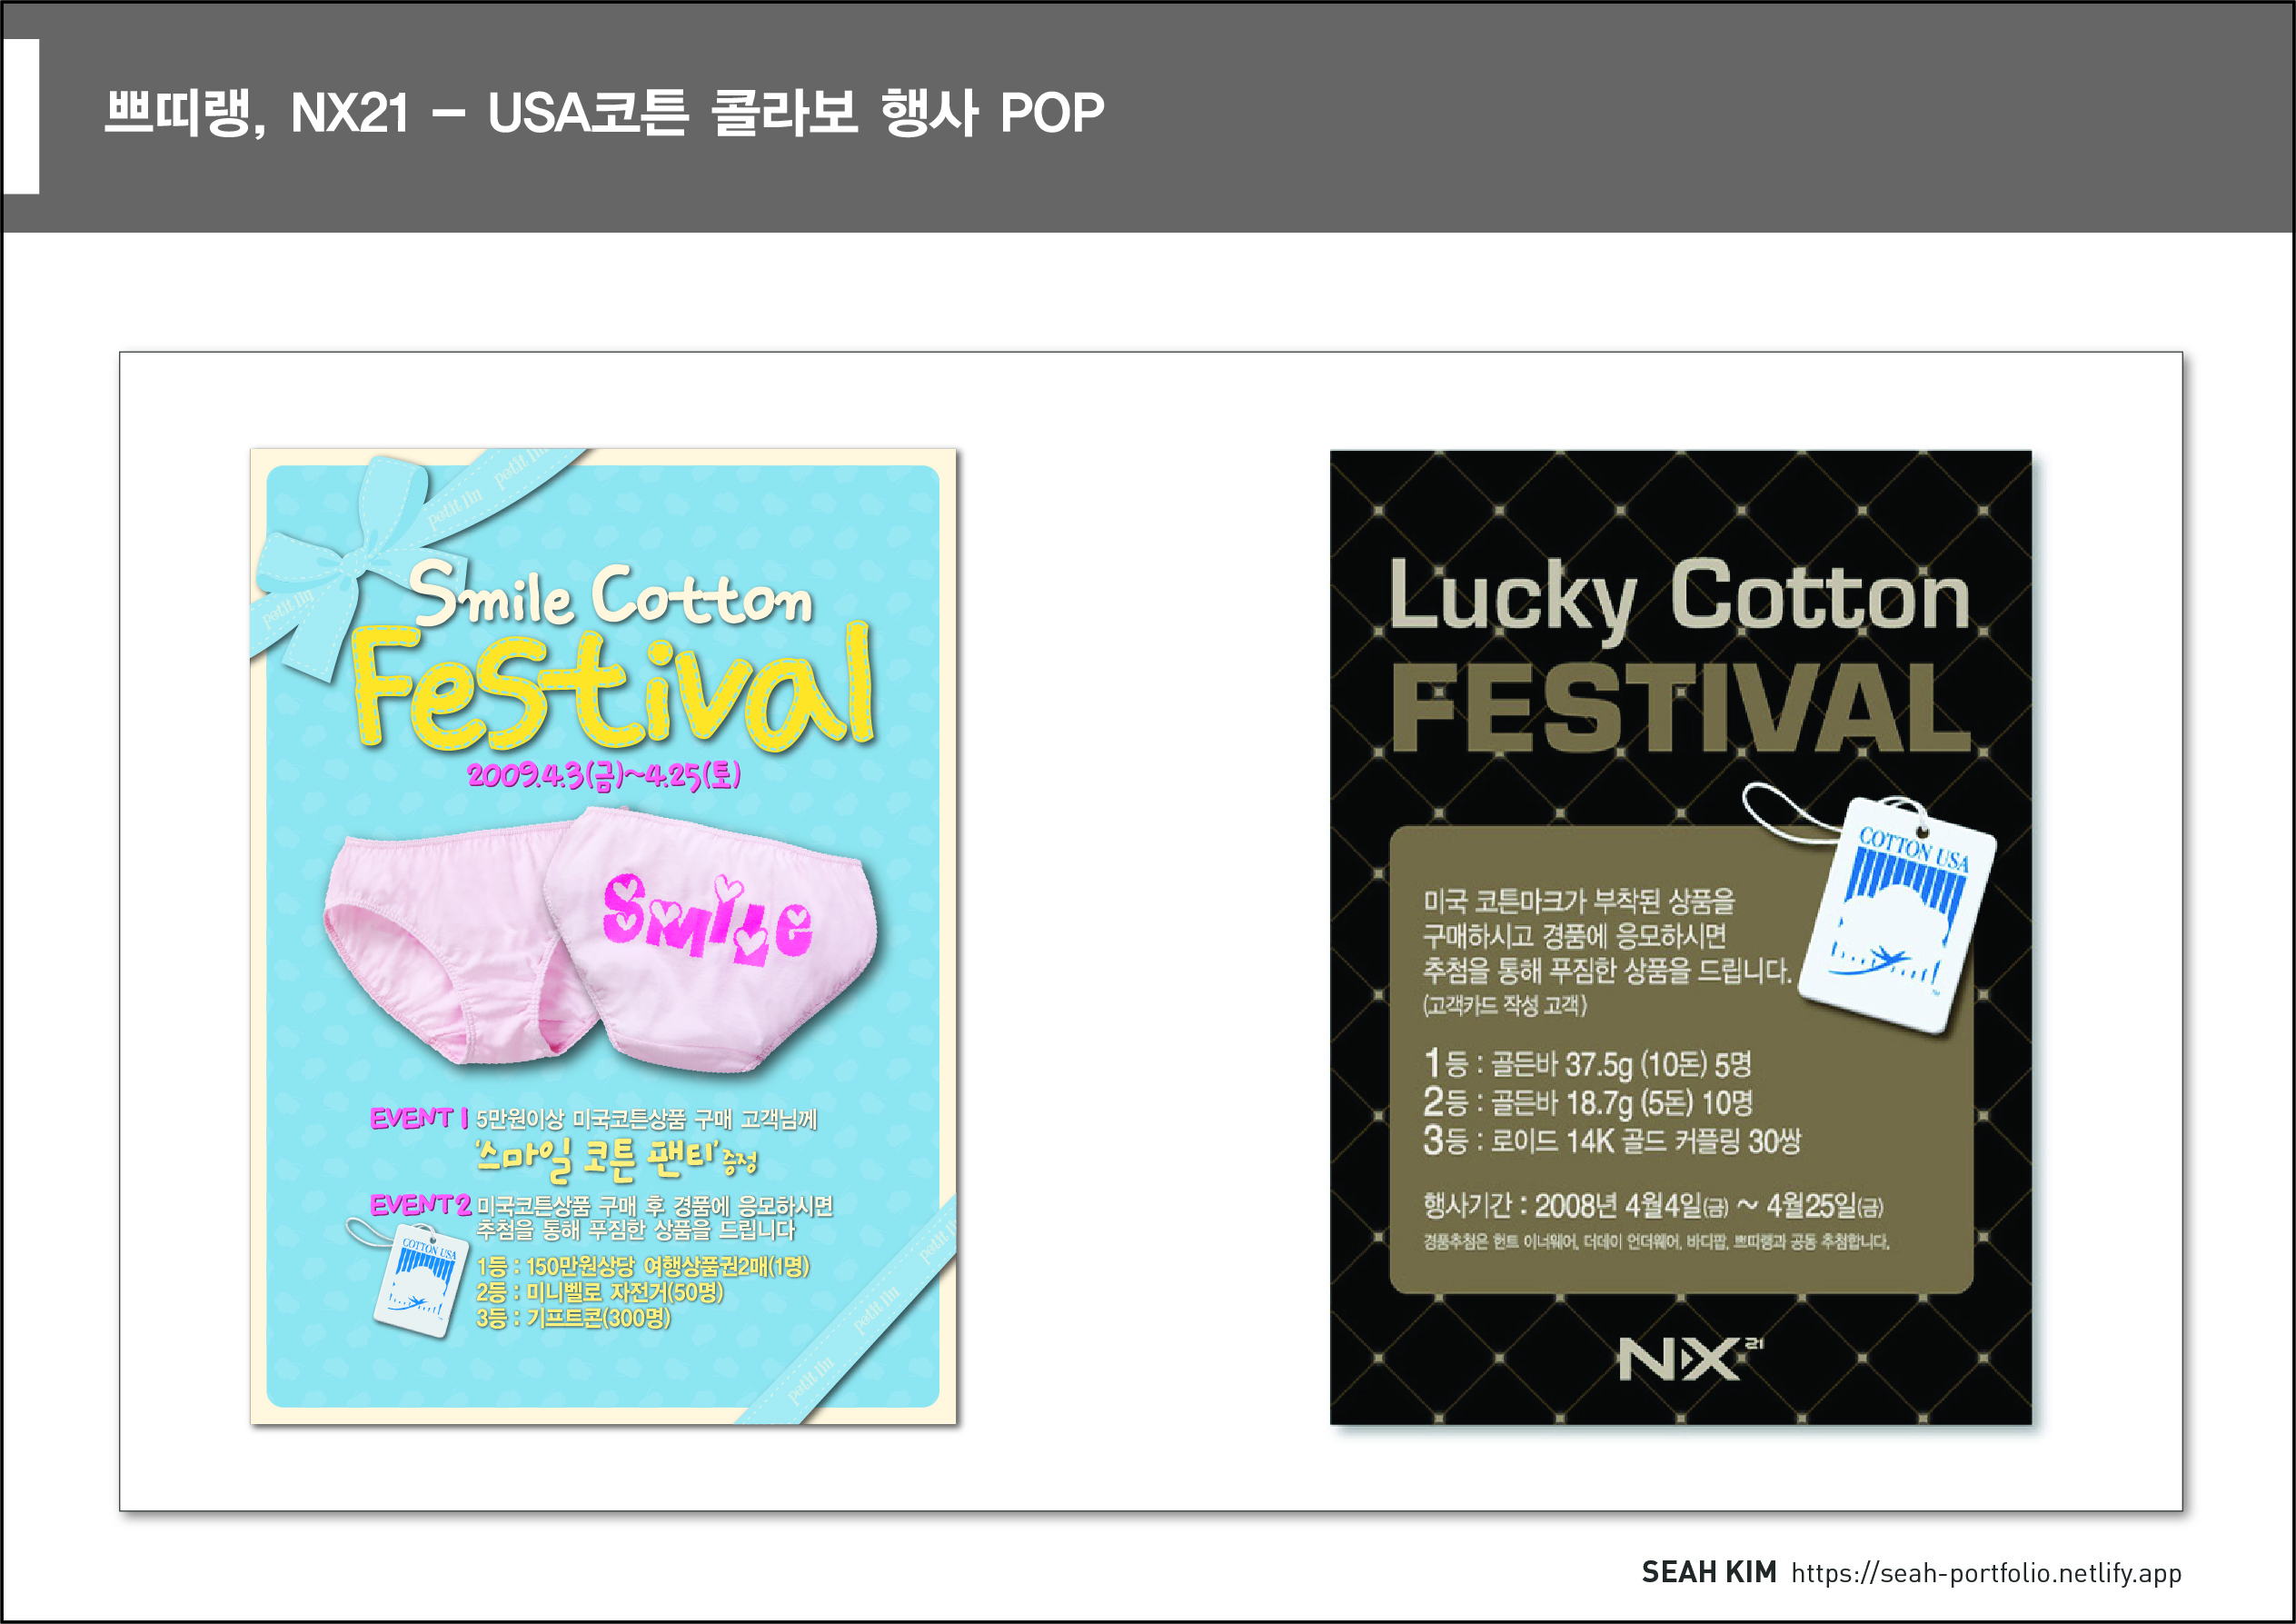 쁘띠랭, NX21 - USA코튼 콜라보 행사 POP
petit lin petit lin
petit lin
Smile Cotton
Festival
2009.4.3(금)~4.25(토)
Smile
EVENT 1 5만원이상 미국코튼상품 구매 고객님께
'스마일 코튼 팬티' 증정
EVENT 2 미국코튼상품 구매 후 경품에 응모하시면
추첨을 통해 푸짐한 상품을 드립니다
COTTON USA
1등 : 150만원상당 여행상품권2매(1명)
2등 : 미니벨로 자전거(50명)
3등 : 기프트콘(300명)
petit lin petit lin petit lin
Lucky Cotton
FESTIVAL
COTTON USA
TM
미국 코튼마크가 부착된 상품을
구매하시고 경품에 응모하시면
추첨을 통해 푸짐한 상품을 드립니다.
(고객카드 작성 고객)
1등 : 골든바 37.5g (10돈) 5명
2등 : 골든바 18.7g (5돈) 10명
3등 : 로이드 14K 골드 커플링 30쌍
행사기간 : 2008년 4월4일(금) ~ 4월25일(금)
경품추첨은 헌트 이너웨어, 더데이 언더웨어, 바디팝, 쁘띠랭과 공동 추첨합니다.
NX 21
SEAH KIM https://seah-portfolio.netlify.app